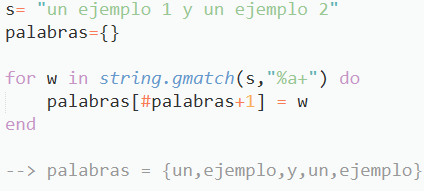 s= "un ejemplo 1 y un ejemplo 2"
palabras={}
for w in string.gmatch(s,"%a+") do
    palabras[#palabras+1] = w
end
--> palabras = {un,ejemplo,y,un,ejemplo}